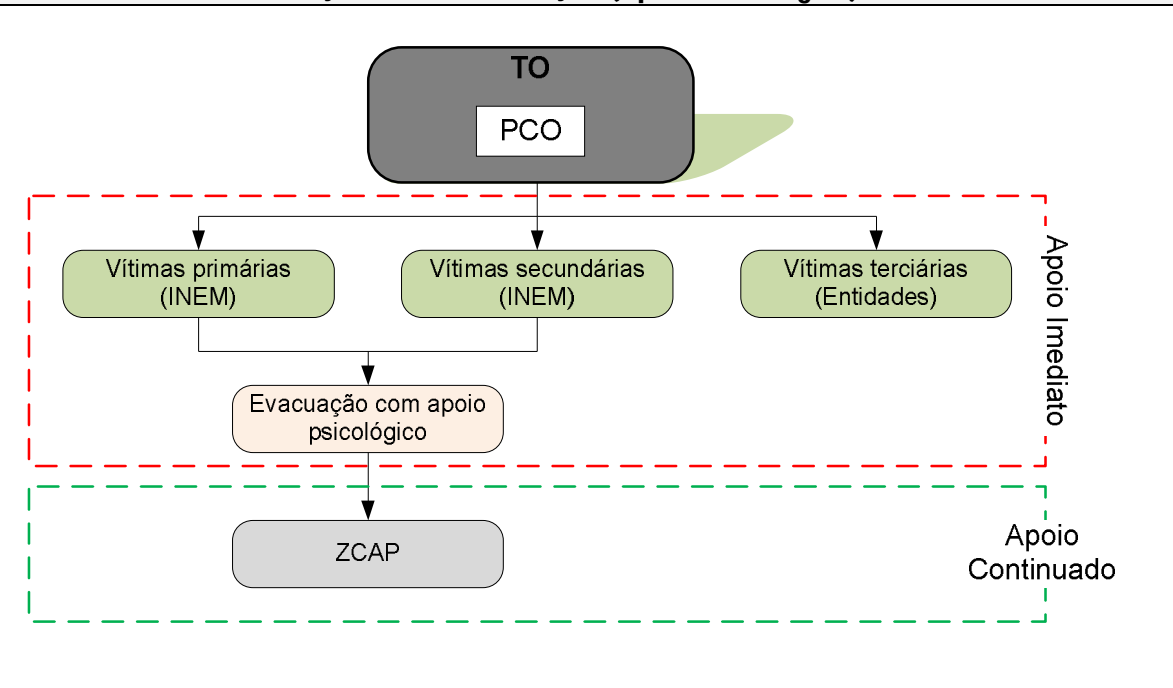 TO
PCO
Vítimas primárias
(INEM)
Vítimas secundárias
(INEM)
Vítimas terciárias
(Entidades)
Apoio Imediato
Evacuação com apoio
psicológico
ZCAP
Apoio
Continuado